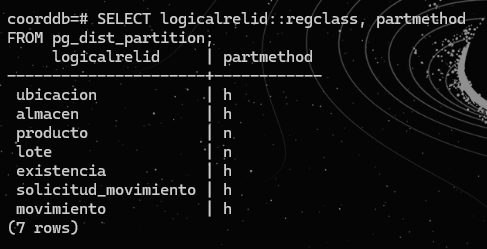 coorddb=# SELECT logicalrelid::regclass, partmethod
FROM pg_dist_partition;
     logicalrelid     | partmethod
----------------------+------------
 ubicacion            | h
 almacen              | h
 producto             | n
 lote                 | n
 existencia           | h
 solicitud_movimiento | h
 movimiento           | h
(7 rows)